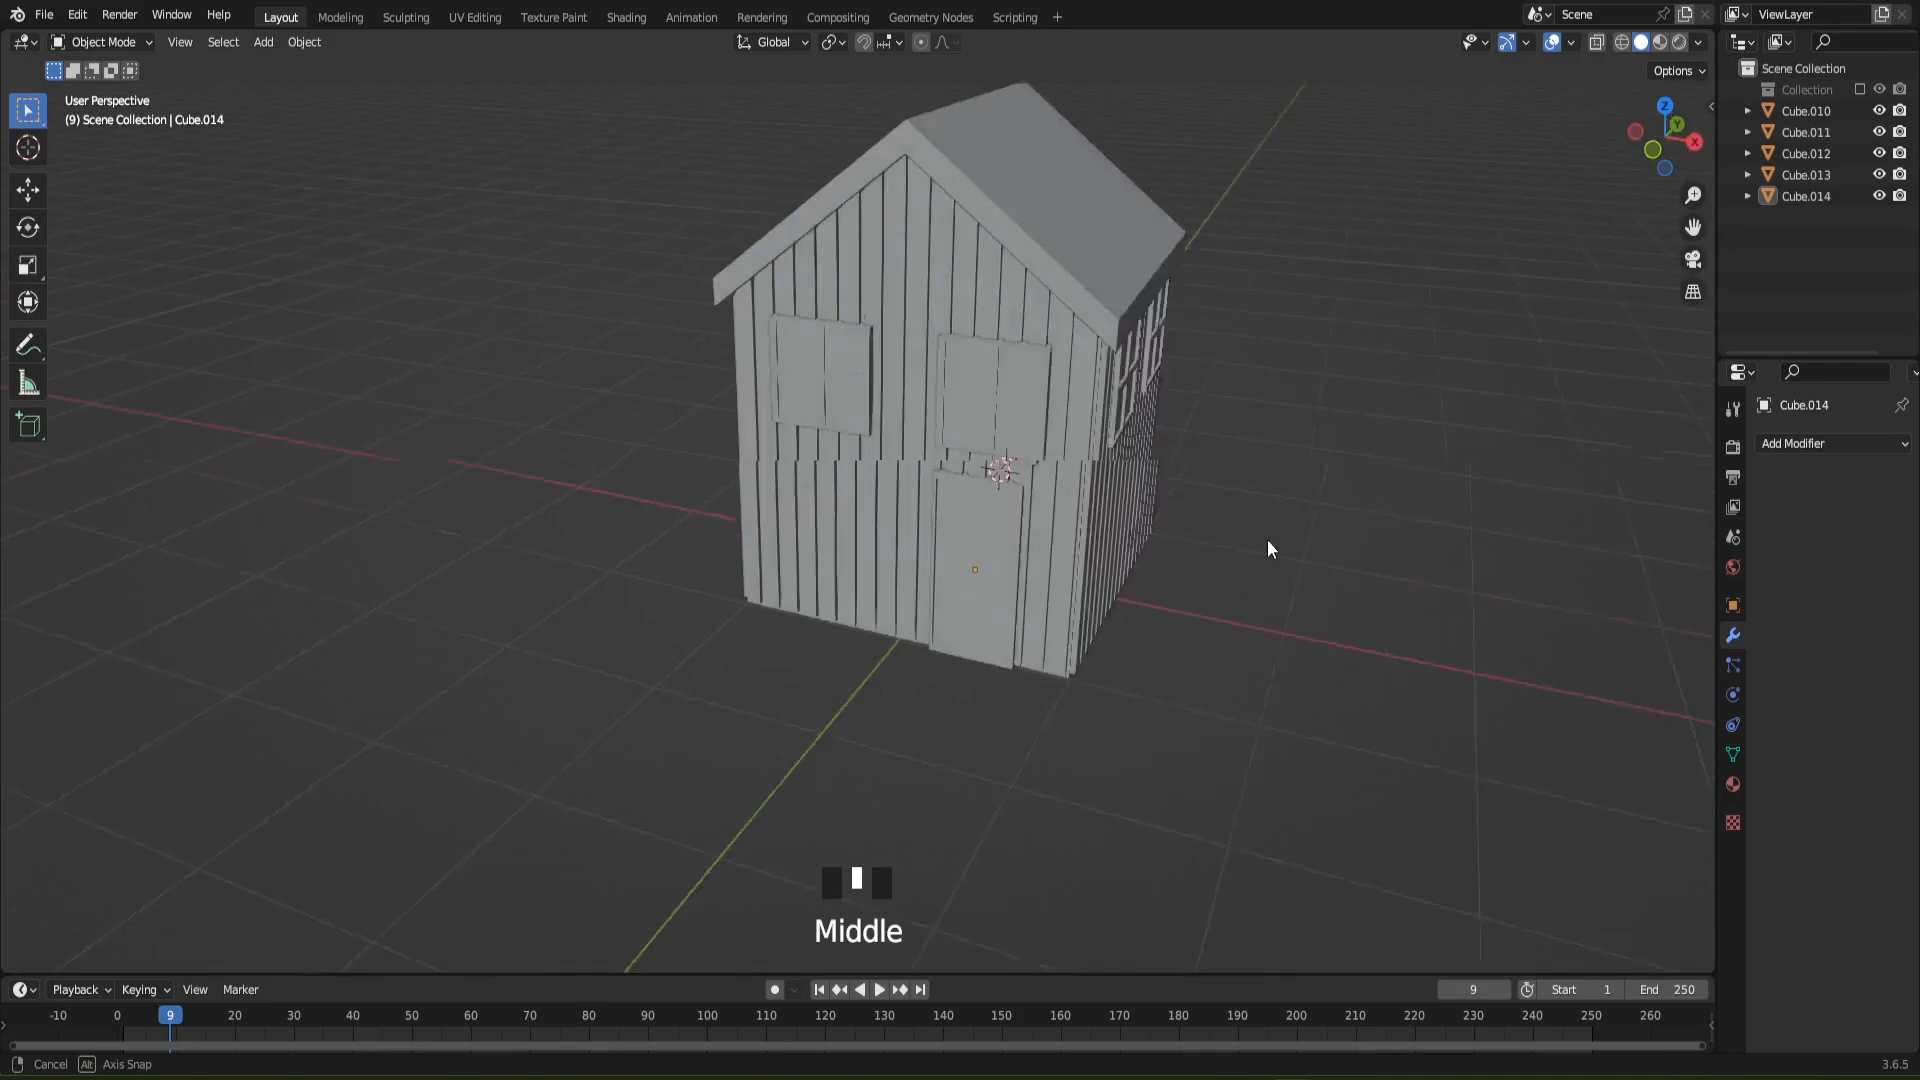 File Edit Render Window Help Layout Modeling Sculpting UV Editing Texture Paint Shading Animation Rendering Compositing Geometry Nodes Scripting + Scene ViewLayer
Object Mode View Select Add Object Global
Options
User Perspective
(9) Scene Collection | Cube.014
Z
Y
X
Scene Collection
Collection
Cube.010
Cube.011
Cube.012
Cube.013
Cube.014
Cube.014
Add Modifier
Middle
Playback Keying View Marker 9 Start 1 End 250
-10 0 9 20 30 40 50 60 70 80 90 100 110 120 130 140 150 160 170 180 190 200 210 220 230 240 250 260
Cancel Alt Axis Snap 3.6.5